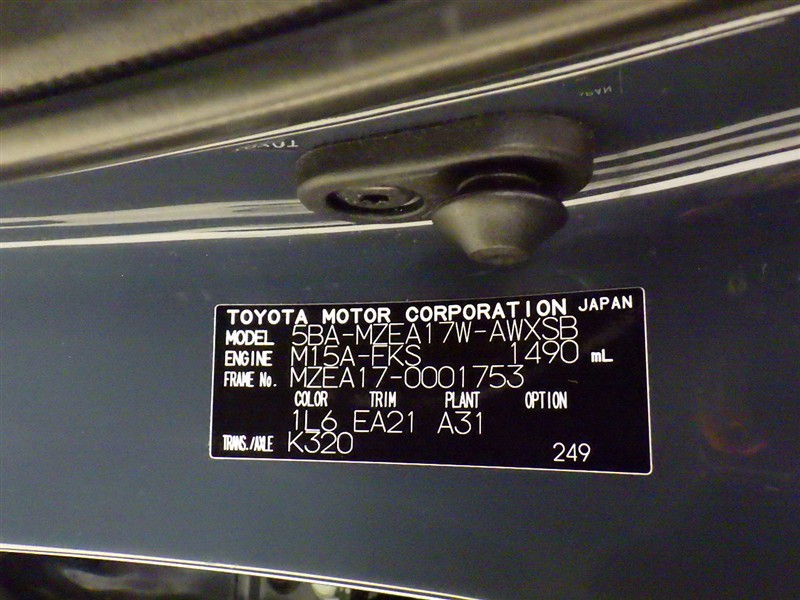 TOYOTA MOTOR CORPORATION JAPAN
MODEL 5BA-MZEA17W-AWXSB
ENGINE M15A-FKS 1490 mL
FRAME No. MZEA17-0001753
COLOR TRIM PLANT OPTION
1L6 EA21 A31
TRANS./AXLE K320
249